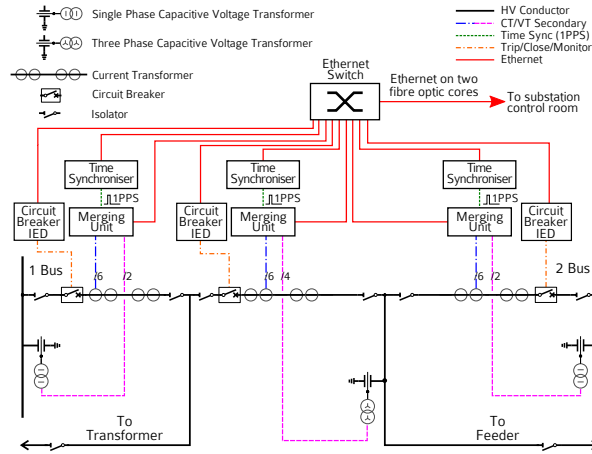 Single Phase Capacitive Voltage Transformer
Three Phase Capacitive Voltage Transformer
Current Transformer
Circuit Breaker
Isolator
HV Conductor
CT/VT Secondary
Time Sync (1PPS)
Trip/Close/Monitor
Ethernet
Ethernet
Switch
Ethernet on two
fibre optic cores
To substation
control room
Time
Synchroniser
Time
Synchroniser
Time
Synchroniser
1PPS
1PPS
1PPS
Circuit
Breaker
IED
Merging
Unit
Circuit
Breaker
IED
Merging
Unit
Merging
Unit
Circuit
Breaker
IED
1 Bus
/6
/2
/6
/4
/6
/2
2 Bus
To
Transformer
To
Feeder